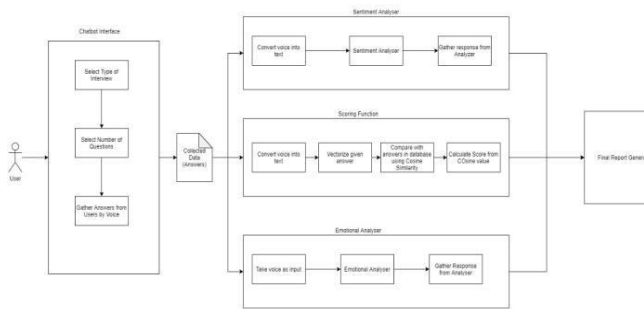 Sentiment Analyser
Chatbot Interface
Convert voice into
text
Sentiment Analyzer
Gather response from
Analyzer
Select Type of
Interview
Scoring Function
Select Number of
Questions
User
Collected
Data
(Answers)
Convert voice into
text
Vectorize given
answer
Compare with
answers in database
using Cosine
Similarity
Calculate Score from
COsine value
Final Report Genera
Gather Answers from
Users by Voice
Emotional Analyser
Take voice as input
Emotional Analyser
Gather Response
from Analyser